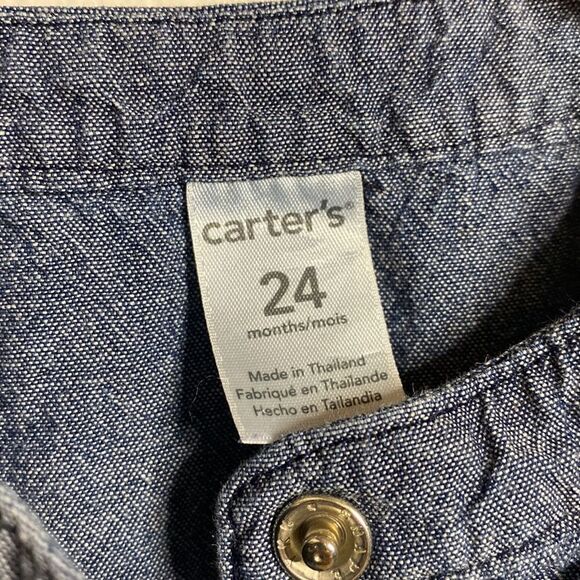 carter's®
24
months/mois
Made in Thailand
Fabriqué en Thaïlande
Hecho en Tailandia